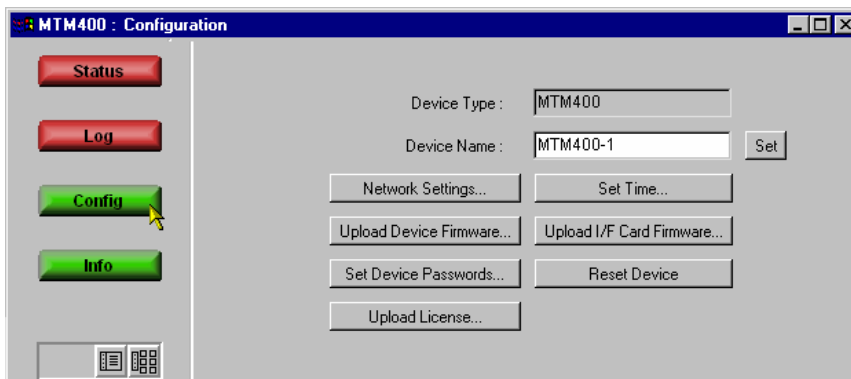 MTM400 : Configuration
Status
Log
Config
Info
Device Type : MTM400
Device Name : MTM400-1 Set
Network Settings... Set Time...
Upload Device Firmware... Upload I/F Card Firmware...
Set Device Passwords... Reset Device
Upload License...